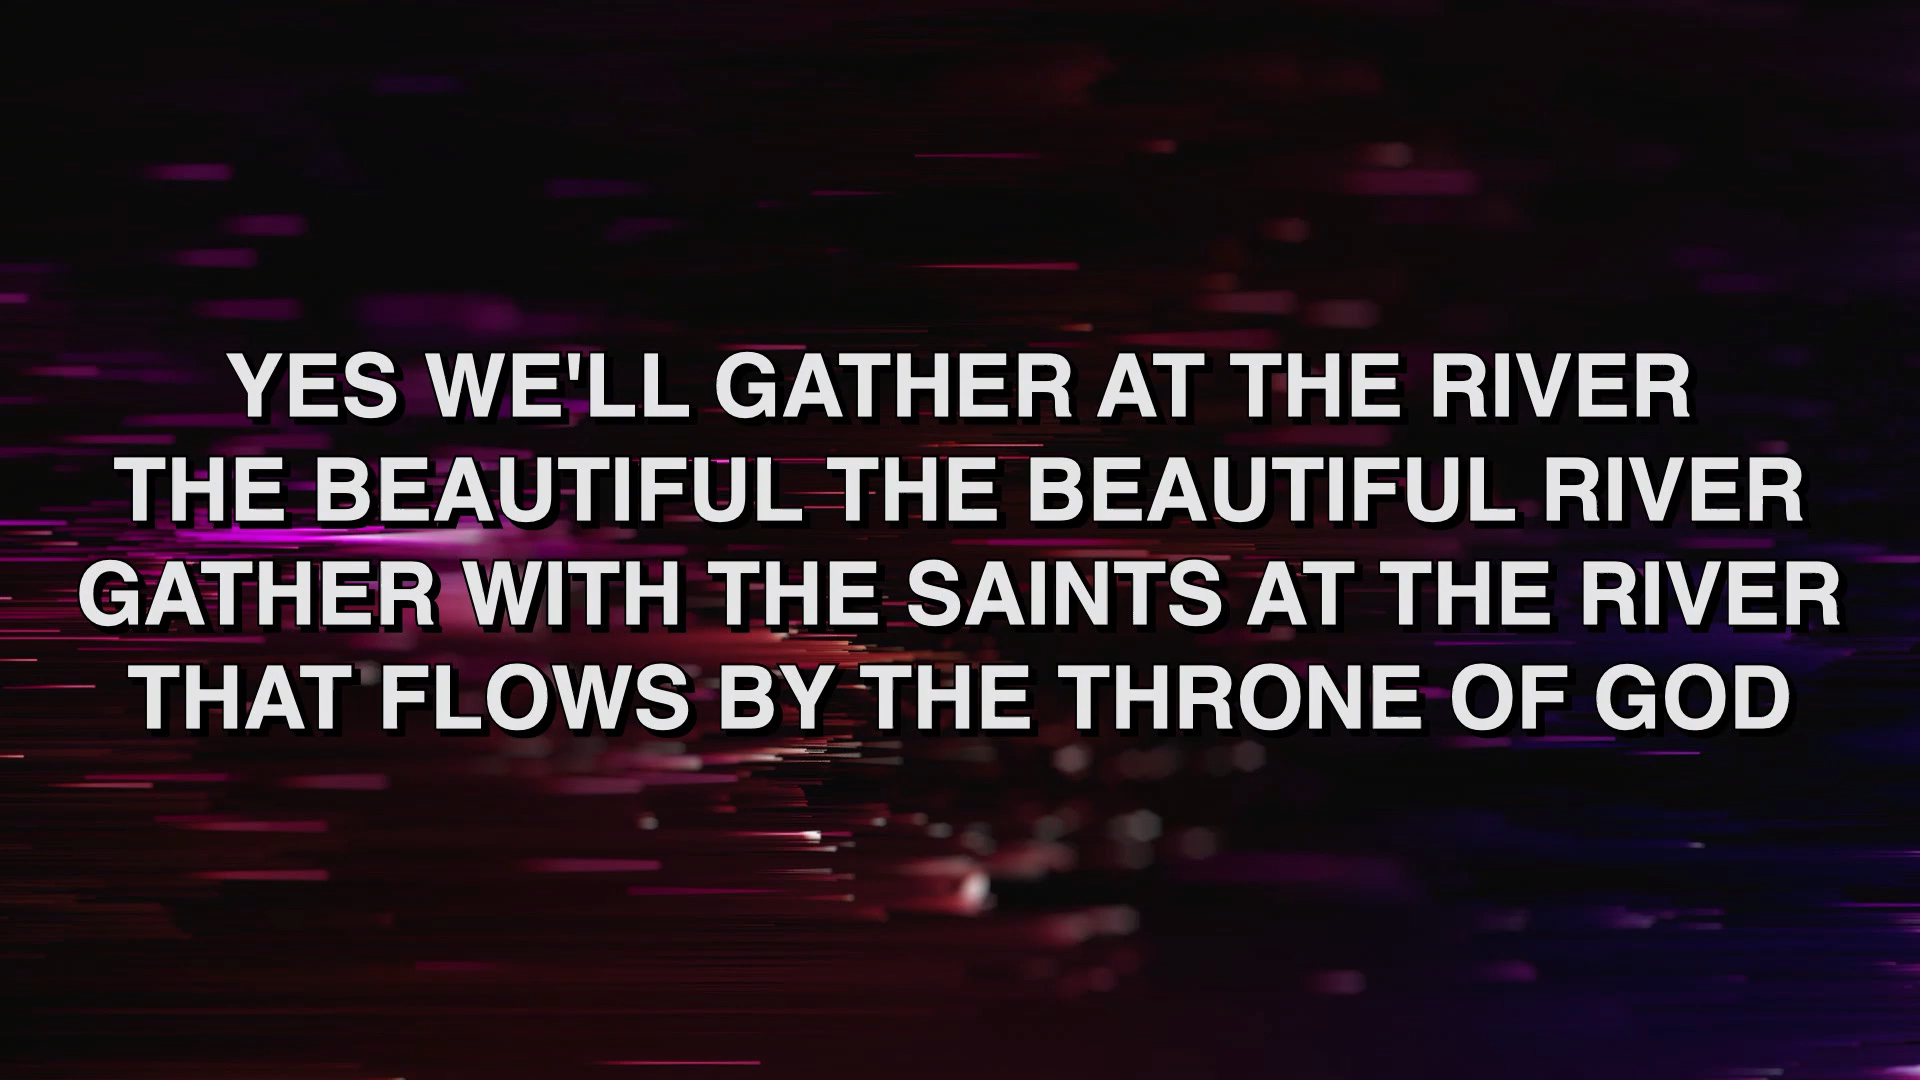 YES WE'LL GATHER AT THE RIVER
THE BEAUTIFUL THE BEAUTIFUL RIVER
GATHER WITH THE SAINTS AT THE RIVER
THAT FLOWS BY THE THRONE OF GOD